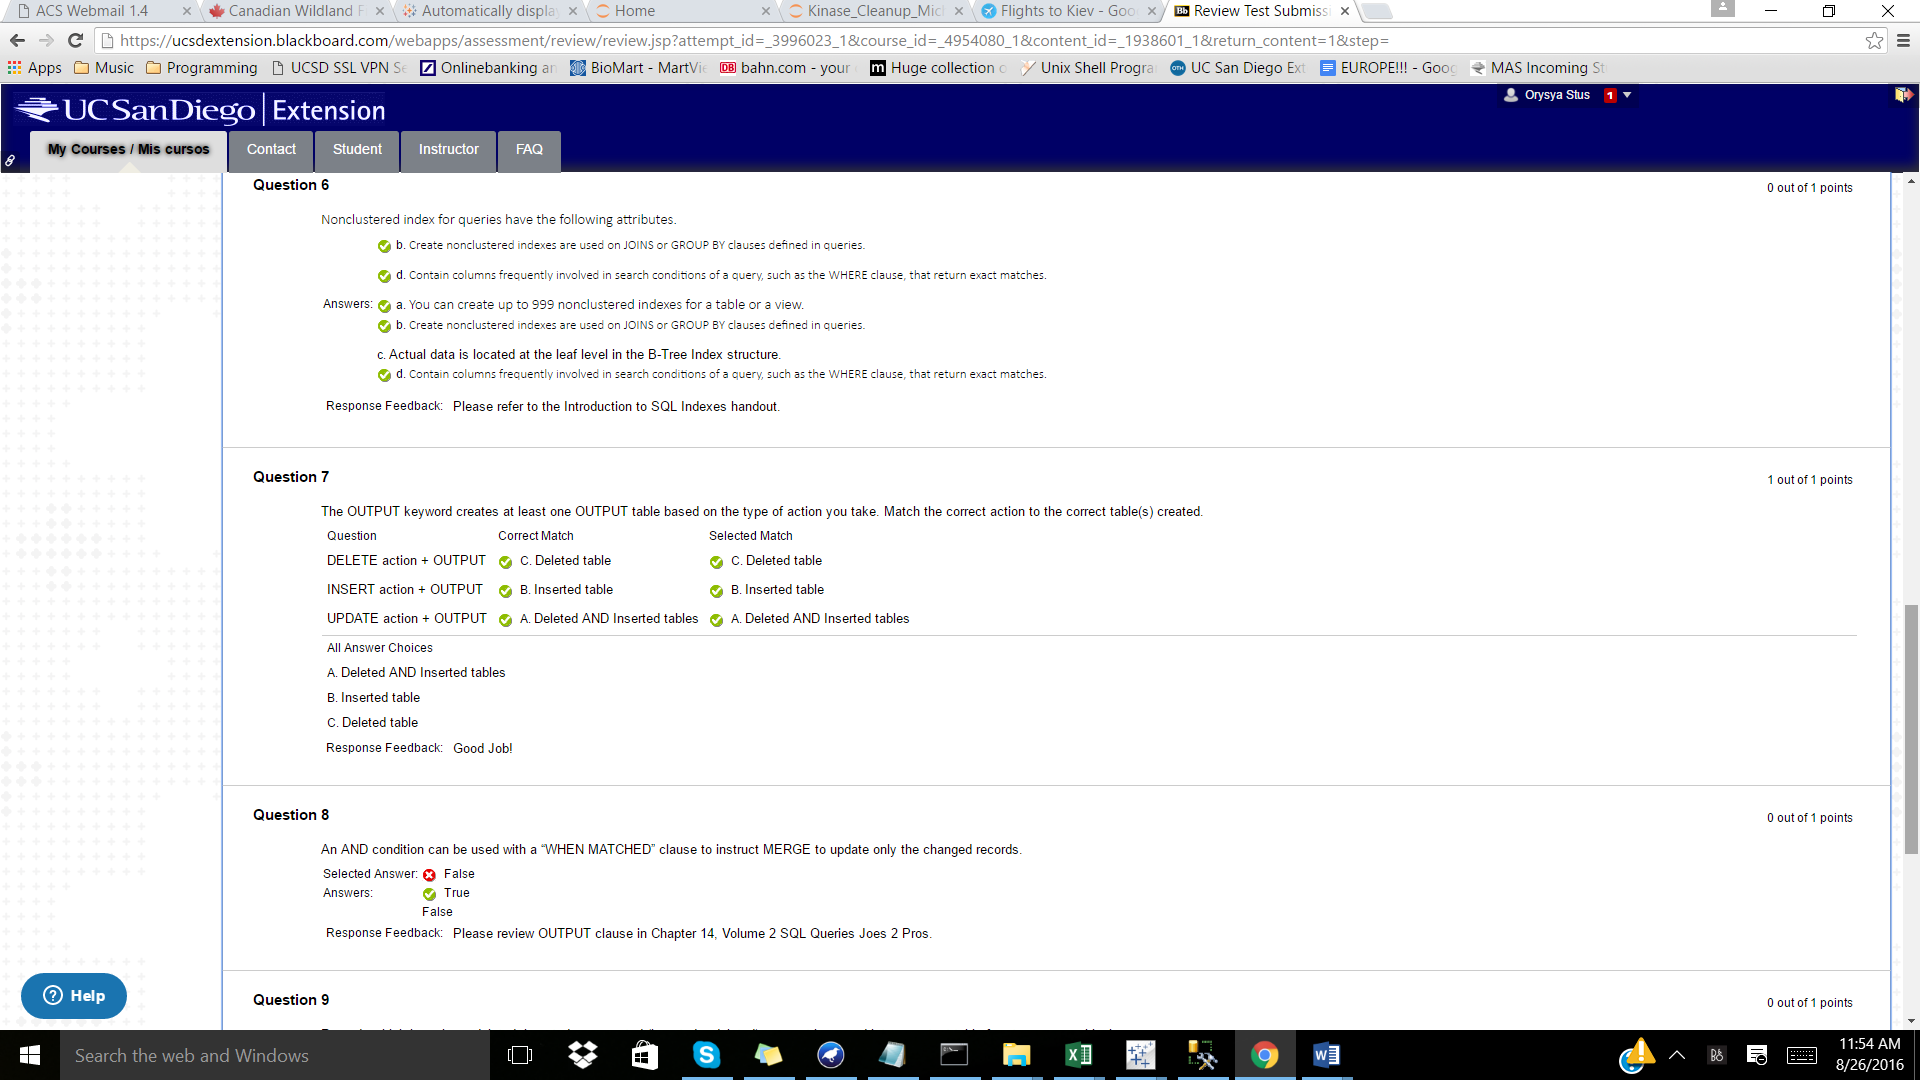 ACS Webmail 1.4
Canadian Wildland F
Automatically displa
Home
Kinase_Cleanup_Mic
Flights to Kiev - Goo
Review Test Submiss
https://ucsdextension.blackboard.com/webapps/assessment/review/review.jsp?attempt_id=_3996023_1&course_id=_4954080_1&content_id=_1938601_1&return_content=1&step=
Apps Music Programming UCSD SSL VPN Se Onlinebanking an BioMart - MartVi bahn.com - your Huge collection o Unix Shell Progra UC San Diego Ext EUROPE!!! - Goog MAS Incoming St
UC San Diego Extension
Orysya Stus 1
My Courses / Mis cursos Contact Student Instructor FAQ
Question 6
0 out of 1 points
Nonclustered index for queries have the following attributes.
b. Create nonclustered indexes are used on JOINS or GROUP BY clauses defined in queries.
d. Contain columns frequently involved in search conditions of a query, such as the WHERE clause, that return exact matches.
Answers: a. You can create up to 999 nonclustered indexes for a table or a view.
b. Create nonclustered indexes are used on JOINS or GROUP BY clauses defined in queries.
c. Actual data is located at the leaf level in the B-Tree Index structure.
d. Contain columns frequently involved in search conditions of a query, such as the WHERE clause, that return exact matches.
Response Feedback: Please refer to the Introduction to SQL Indexes handout.
Question 7
1 out of 1 points
The OUTPUT keyword creates at least one OUTPUT table based on the type of action you take. Match the correct action to the correct table(s) created.
Question Correct Match Selected Match
DELETE action + OUTPUT C. Deleted table C. Deleted table
INSERT action + OUTPUT B. Inserted table B. Inserted table
UPDATE action + OUTPUT A. Deleted AND Inserted tables A. Deleted AND Inserted tables
All Answer Choices
A. Deleted AND Inserted tables
B. Inserted table
C. Deleted table
Response Feedback: Good Job!
Question 8
0 out of 1 points
An AND condition can be used with a “WHEN MATCHED” clause to instruct MERGE to update only the changed records.
Selected Answer: False
Answers: True
False
Response Feedback: Please review OUTPUT clause in Chapter 14, Volume 2 SQL Queries Joes 2 Pros.
Help
Question 9
0 out of 1 points
Search the web and Windows
11:54 AM
8/26/2016